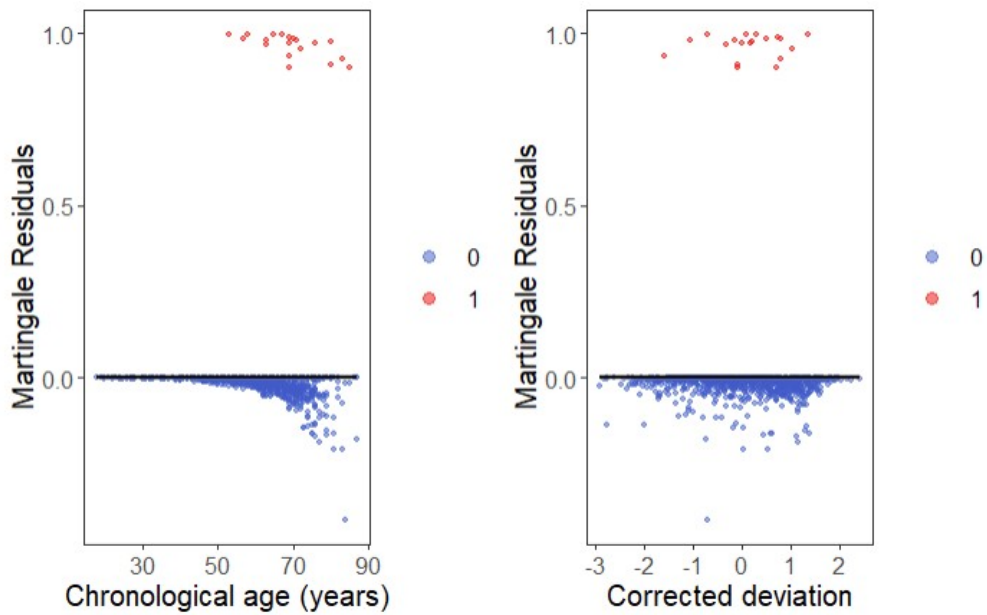 Martingale Residuals
1.0
0.5
0.0
30 50 70 90
Chronological age (years)
0
1
Martingale Residuals
1.0
0.5
0.0
-3 -2 -1 0 1 2
Corrected deviation
0
1